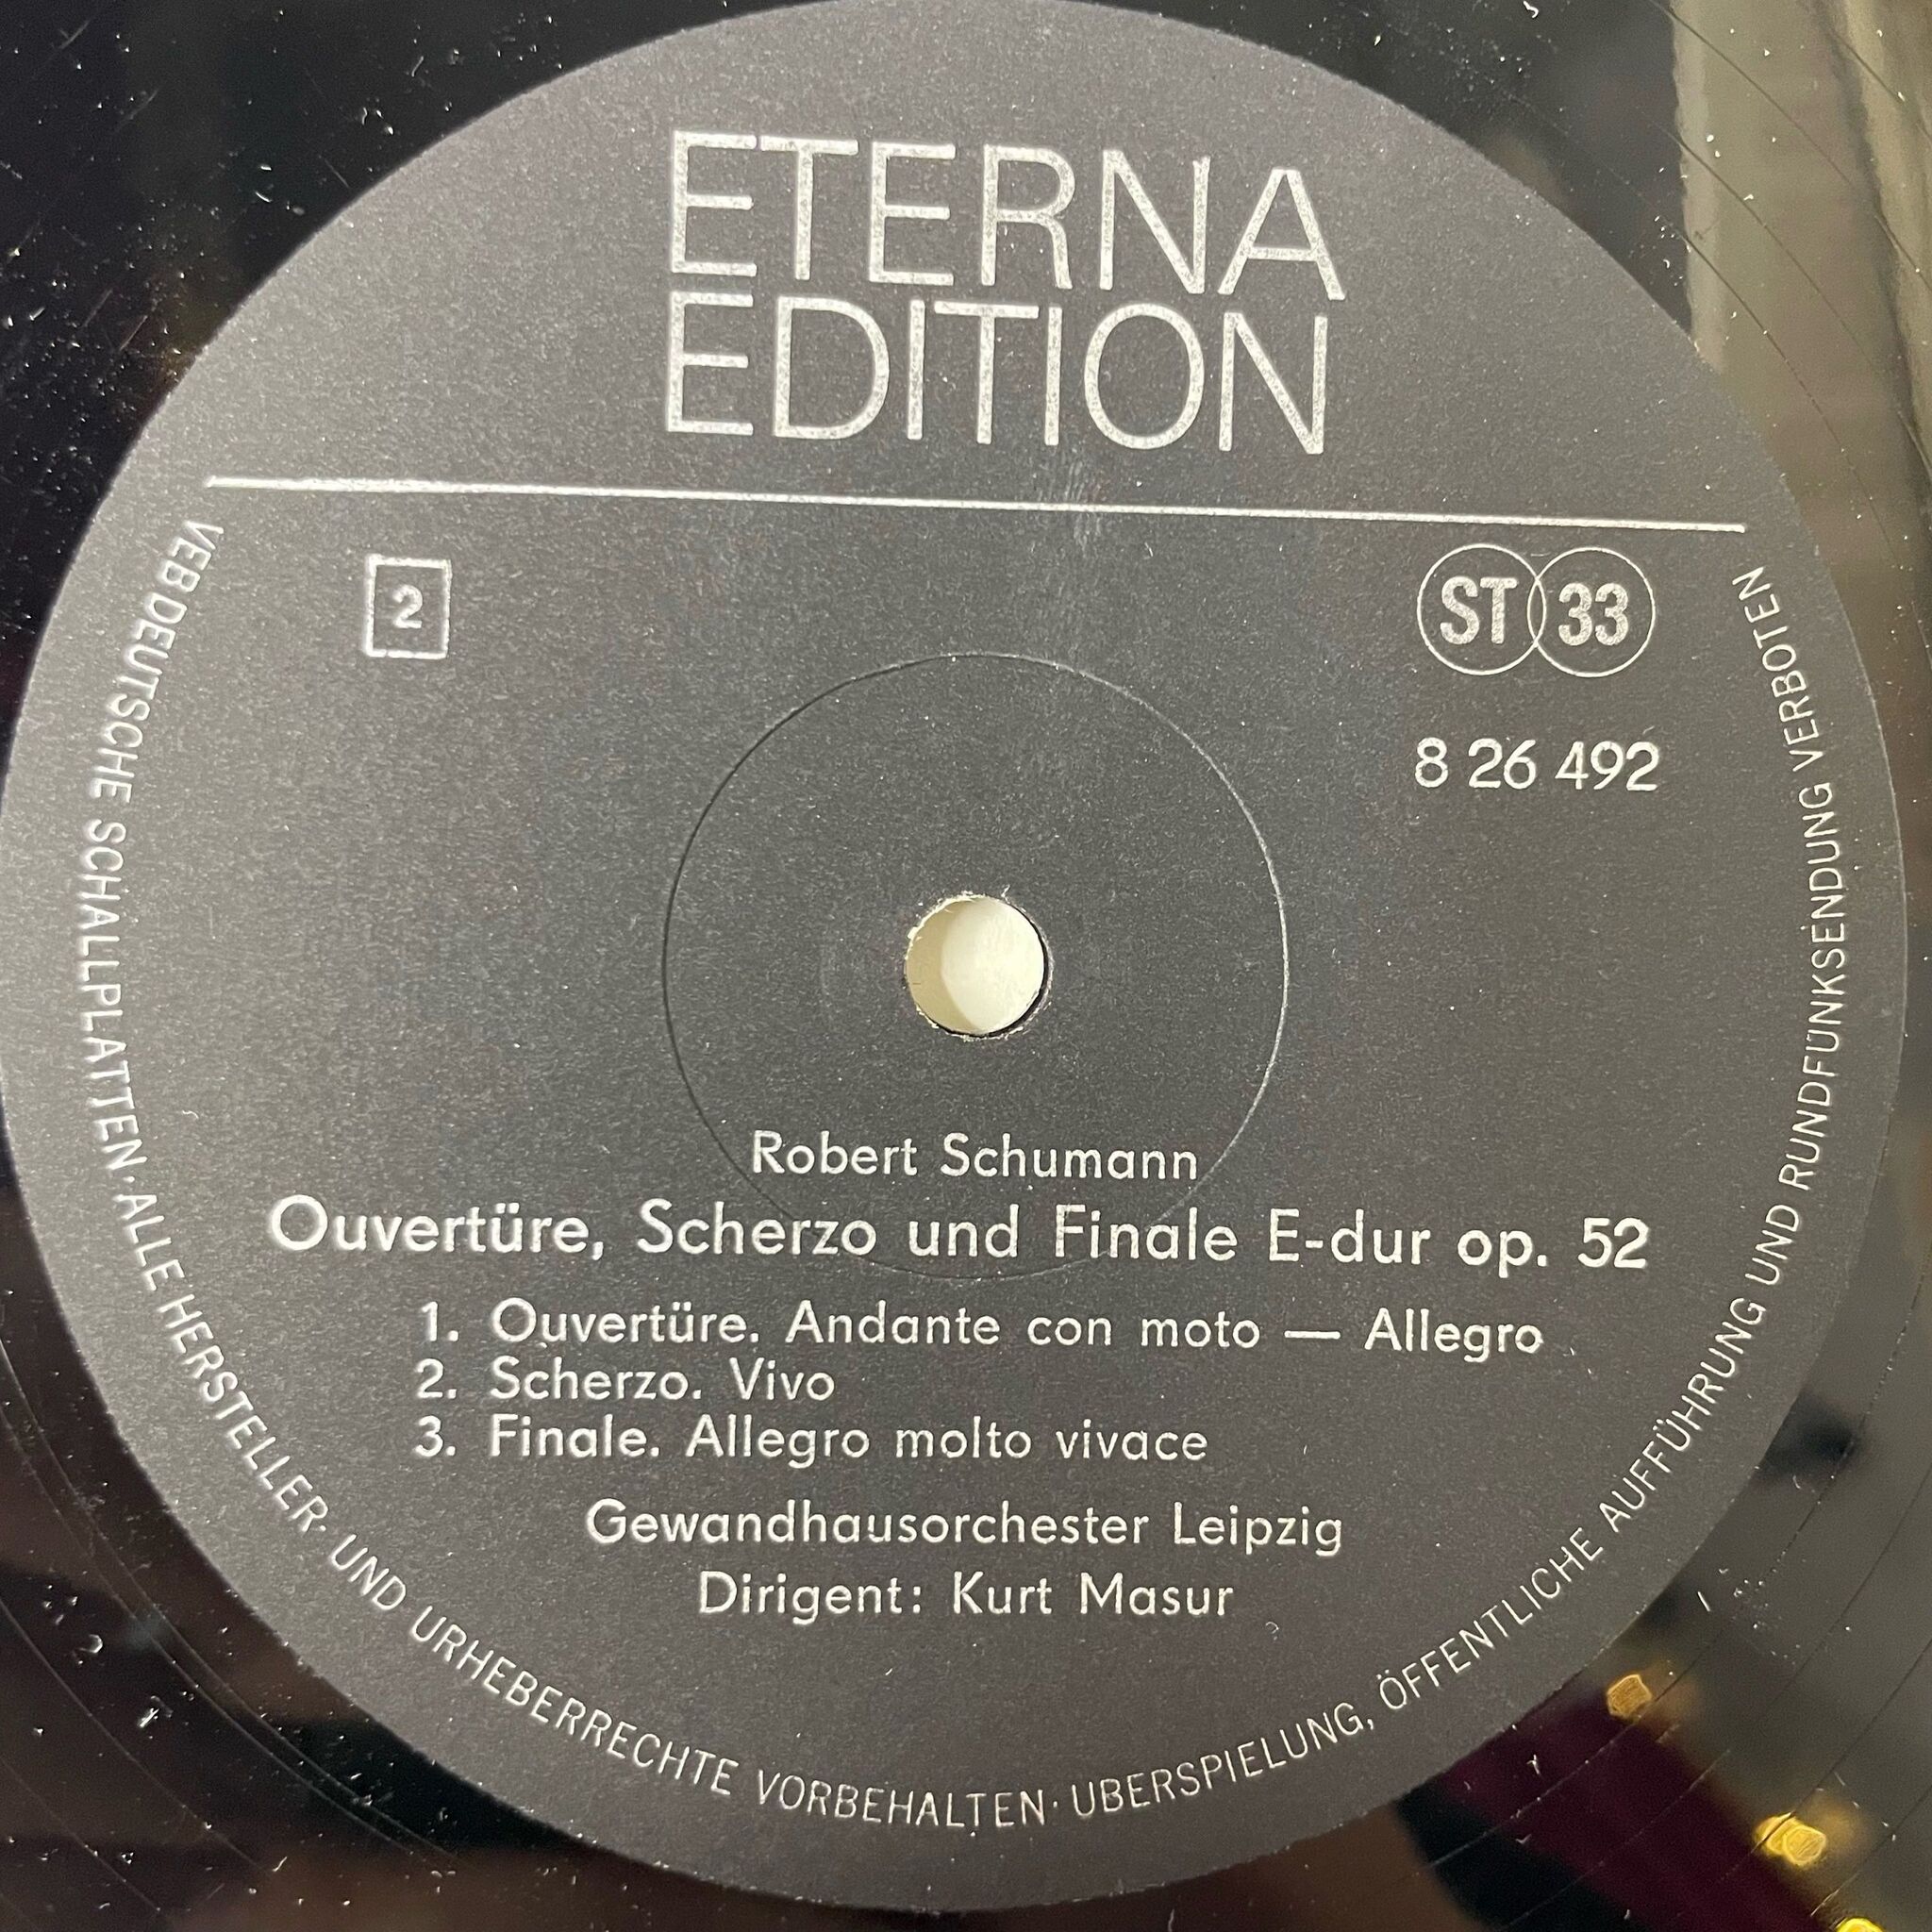 ETERNA
EDITION
2
ST 33
8 26 492
Robert Schumann
Ouvertüre, Scherzo und Finale E-dur op. 52
1. Ouvertüre. Andante con moto — Allegro
2. Scherzo. Vivo
3. Finale. Allegro molto vivace
Gewandhausorchester Leipzig
Dirigent: Kurt Masur
VEB DEUTSCHE SCHALLPLATTEN · ALLE HERSTELLER- UND URHEBERRECHTE VORBEHALTEN · ÜBERSPIELUNG, ÖFFENTLICHE AUFFÜHRUNG UND RUNDFUNKSENDUNG VERBOTEN